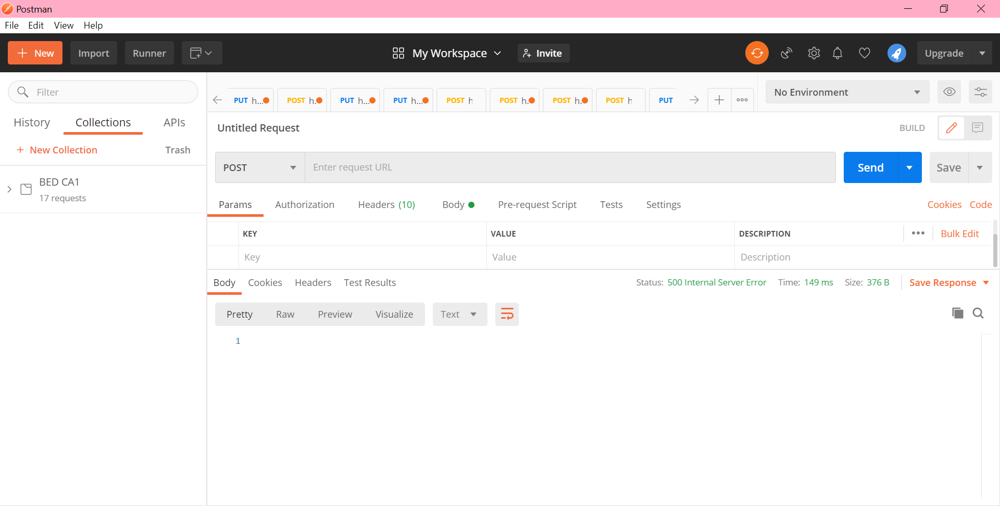 Postman
File Edit View Help
+ New Import Runner My Workspace Invite Upgrade
Filter
PUT h... POST h. PUT h... PUT h... POST h POST h. POST h. POST h PUT
No Environment
History Collections APIs
Untitled Request
BUILD
+ New Collection Trash
POST Enter request URL Send Save
BED CA1
17 requests
Params Authorization Headers (10) Body Pre-request Script Tests Settings Cookies Code
KEY VALUE DESCRIPTION ••• Bulk Edit
Key Value Description
Body Cookies Headers Test Results Status: 500 Internal Server Error Time: 149 ms Size: 376 B Save Response
Pretty Raw Preview Visualize Text
1